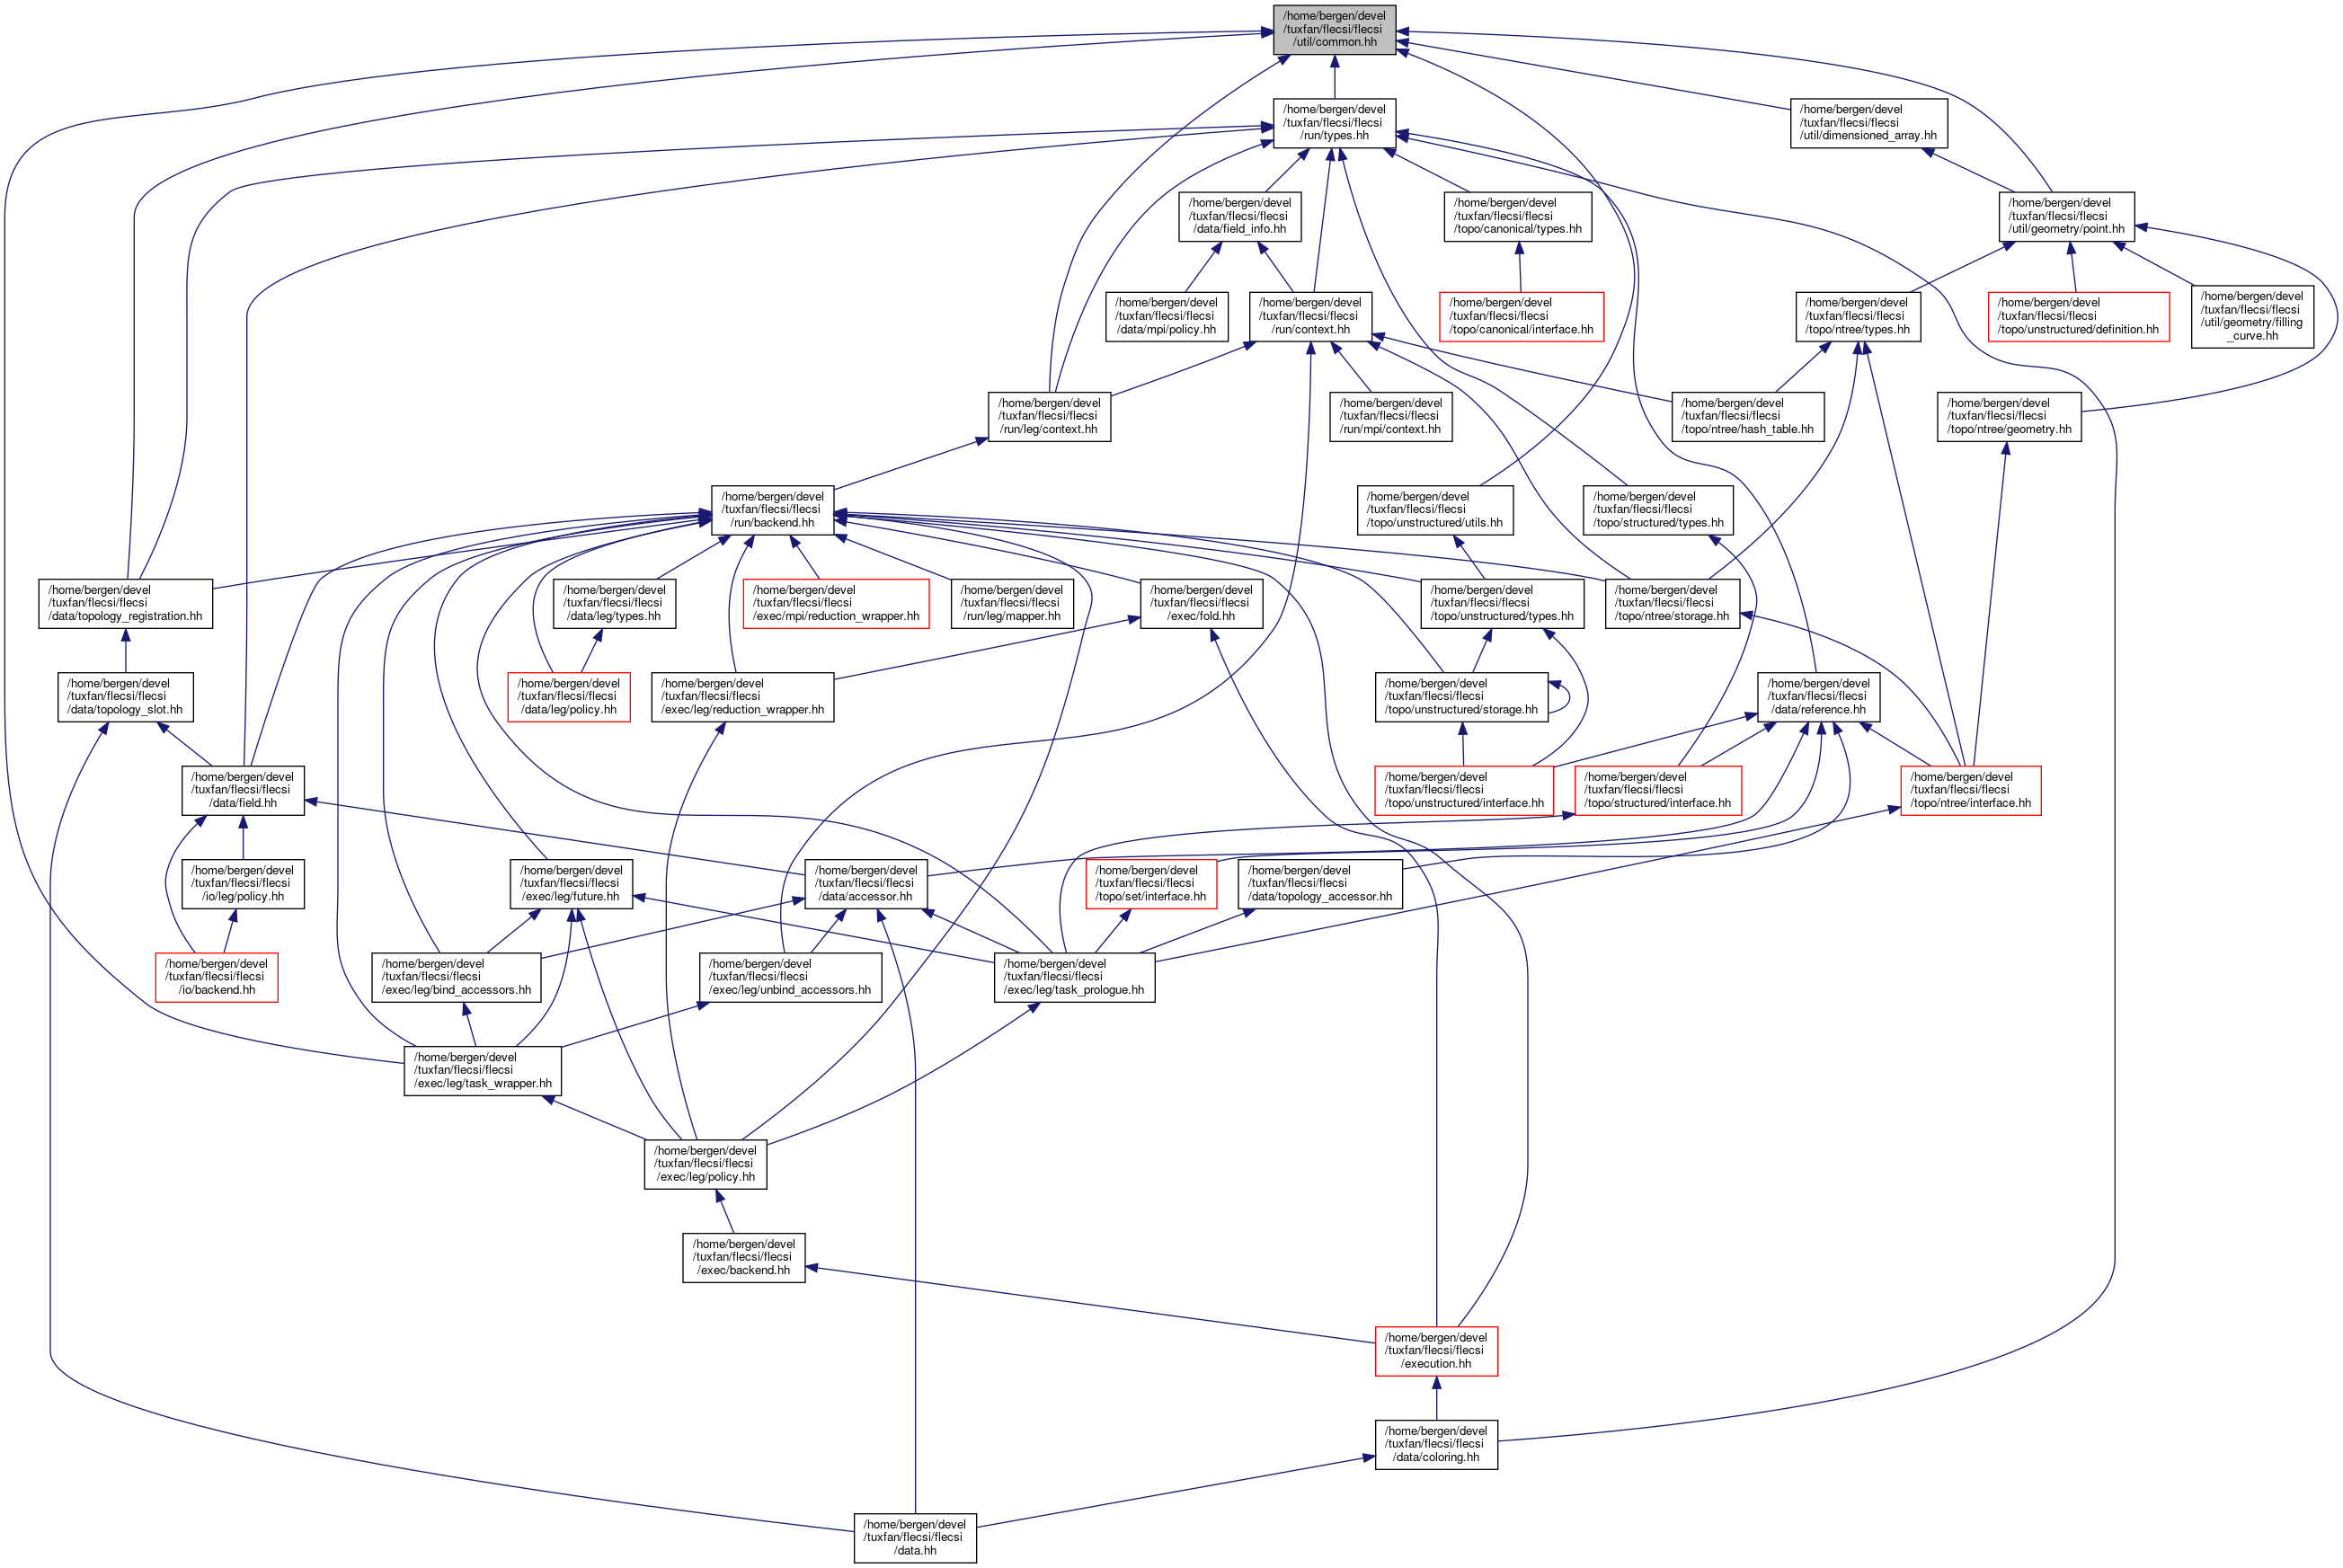 /home/bergen/devel
/tuxfan/flecsi/flecsi
/util/common.hh
/home/bergen/devel
/tuxfan/flecsi/flecsi
/run/types.hh
/home/bergen/devel
/tuxfan/flecsi/flecsi
/util/dimensioned_array.hh
/home/bergen/devel
/tuxfan/flecsi/flecsi
/data/field_info.hh
/home/bergen/devel
/tuxfan/flecsi/flecsi
/topo/canonical/types.hh
/home/bergen/devel
/tuxfan/flecsi/flecsi
/util/geometry/point.hh
/home/bergen/devel
/tuxfan/flecsi/flecsi
/data/mpi/policy.hh
/home/bergen/devel
/tuxfan/flecsi/flecsi
/run/context.hh
/home/bergen/devel
/tuxfan/flecsi/flecsi
/topo/canonical/interface.hh
/home/bergen/devel
/tuxfan/flecsi/flecsi
/topo/ntree/types.hh
/home/bergen/devel
/tuxfan/flecsi/flecsi
/topo/unstructured/definition.hh
/home/bergen/devel
/tuxfan/flecsi/flecsi
/util/geometry/filling
_curve.hh
/home/bergen/devel
/tuxfan/flecsi/flecsi
/run/leg/context.hh
/home/bergen/devel
/tuxfan/flecsi/flecsi
/run/mpi/context.hh
/home/bergen/devel
/tuxfan/flecsi/flecsi
/topo/ntree/hash_table.hh
/home/bergen/devel
/tuxfan/flecsi/flecsi
/topo/ntree/geometry.hh
/home/bergen/devel
/tuxfan/flecsi/flecsi
/run/backend.hh
/home/bergen/devel
/tuxfan/flecsi/flecsi
/topo/unstructured/utils.hh
/home/bergen/devel
/tuxfan/flecsi/flecsi
/topo/structured/types.hh
/home/bergen/devel
/tuxfan/flecsi/flecsi
/data/topology_registration.hh
/home/bergen/devel
/tuxfan/flecsi/flecsi
/data/leg/types.hh
/home/bergen/devel
/tuxfan/flecsi/flecsi
/exec/mpi/reduction_wrapper.hh
/home/bergen/devel
/tuxfan/flecsi/flecsi
/run/leg/mapper.hh
/home/bergen/devel
/tuxfan/flecsi/flecsi
/exec/fold.hh
/home/bergen/devel
/tuxfan/flecsi/flecsi
/topo/unstructured/types.hh
/home/bergen/devel
/tuxfan/flecsi/flecsi
/topo/ntree/storage.hh
/home/bergen/devel
/tuxfan/flecsi/flecsi
/data/topology_slot.hh
/home/bergen/devel
/tuxfan/flecsi/flecsi
/data/leg/policy.hh
/home/bergen/devel
/tuxfan/flecsi/flecsi
/exec/leg/reduction_wrapper.hh
/home/bergen/devel
/tuxfan/flecsi/flecsi
/topo/unstructured/storage.hh
/home/bergen/devel
/tuxfan/flecsi/flecsi
/data/reference.hh
/home/bergen/devel
/tuxfan/flecsi/flecsi
/data/field.hh
/home/bergen/devel
/tuxfan/flecsi/flecsi
/topo/unstructured/interface.hh
/home/bergen/devel
/tuxfan/flecsi/flecsi
/topo/structured/interface.hh
/home/bergen/devel
/tuxfan/flecsi/flecsi
/topo/ntree/interface.hh
/home/bergen/devel
/tuxfan/flecsi/flecsi
/io/leg/policy.hh
/home/bergen/devel
/tuxfan/flecsi/flecsi
/exec/leg/future.hh
/home/bergen/devel
/tuxfan/flecsi/flecsi
/data/accessor.hh
/home/bergen/devel
/tuxfan/flecsi/flecsi
/topo/set/interface.hh
/home/bergen/devel
/tuxfan/flecsi/flecsi
/data/topology_accessor.hh
/home/bergen/devel
/tuxfan/flecsi/flecsi
/io/backend.hh
/home/bergen/devel
/tuxfan/flecsi/flecsi
/exec/leg/bind_accessors.hh
/home/bergen/devel
/tuxfan/flecsi/flecsi
/exec/leg/unbind_accessors.hh
/home/bergen/devel
/tuxfan/flecsi/flecsi
/exec/leg/task_prologue.hh
/home/bergen/devel
/tuxfan/flecsi/flecsi
/exec/leg/task_wrapper.hh
/home/bergen/devel
/tuxfan/flecsi/flecsi
/exec/leg/policy.hh
/home/bergen/devel
/tuxfan/flecsi/flecsi
/exec/backend.hh
/home/bergen/devel
/tuxfan/flecsi/flecsi
/execution.hh
/home/bergen/devel
/tuxfan/flecsi/flecsi
/data/coloring.hh
/home/bergen/devel
/tuxfan/flecsi/flecsi
/data.hh